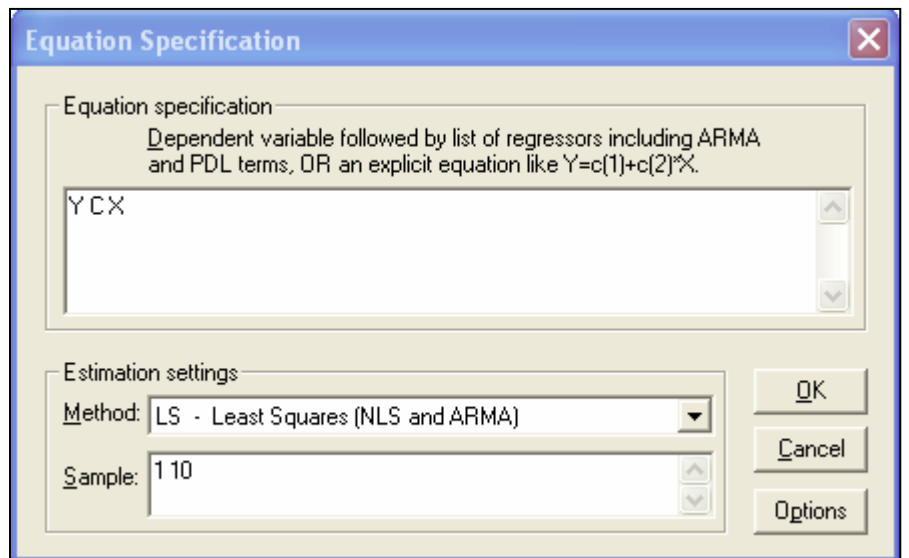 Equation Specification
Equation specification
Dependent variable followed by list of regressors including ARMA
and PDL terms, OR an explicit equation like Y=c(1)+c(2)*X.
Y C X
Estimation settings
Method: LS - Least Squares (NLS and ARMA)
Sample: 1 10
OK
Cancel
Options